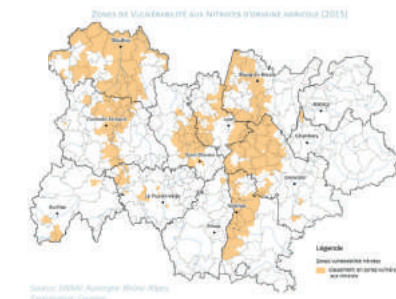 Zones de Vulnérabilité aux Nitrates d'origine agricole (2015)
Moulins
Bourg-en-Bresse
Annecy
Clermont-Ferrand
Lyon
Chambéry
Saint-Etienne
Grenoble
Le Puy-en-Velay
Aurillac
Valence
Privas
Légende
Zones vulnérabilité nitrates
classement en zones vulnérables
aux nitrates
Source: DREAL Auvergne-Rhône-Alpes,